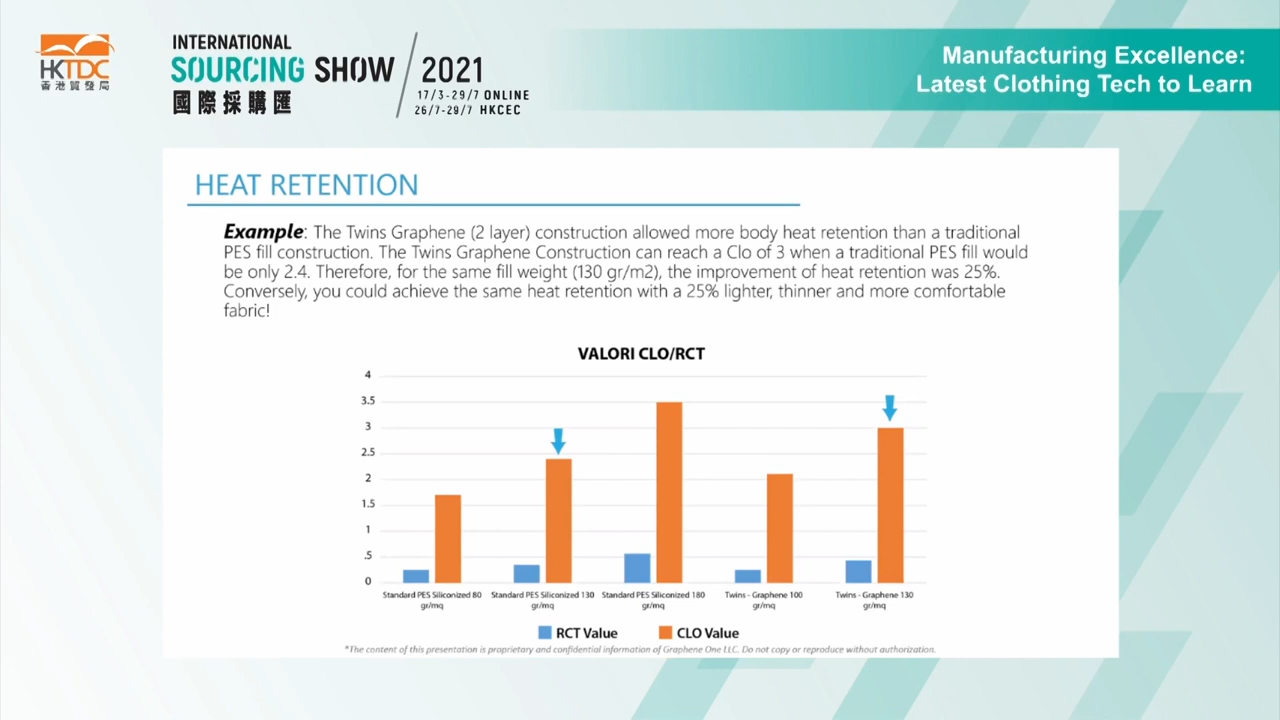 HKTDC
香港貿發局
INTERNATIONAL
SOURCING SHOW
國際採購匯
2021
17/3-29/7 ONLINE
26/7-29/7 HKCEC
Manufacturing Excellence:
Latest Clothing Tech to Learn
HEAT RETENTION
Example: The Twins Graphene (2 layer) construction allowed more body heat retention than a traditional
PES fill construction. The Twins Graphene Construction can reach a Clo of 3 when a traditional PES fill would
be only 2.4. Therefore, for the same fill weight (130 gr/m2), the improvement of heat retention was 25%.
Conversely, you could achieve the same heat retention with a 25% lighter, thinner and more comfortable
fabric!
VALORI CLO/RCT
4
3.5
3
2.5
2
1.5
1
.5
0
Standard PES Siliconized 80
gr/mq
Standard PES Siliconized 130
gr/mq
Standard PES Siliconized 180
gr/mq
Twins - Graphene 100
gr/mq
Twins - Graphene 130
gr/mq
RCT Value
CLO Value
*The content of this presentation is proprietary and confidential information of Graphene One LLC. Do not copy or reproduce without authorization.